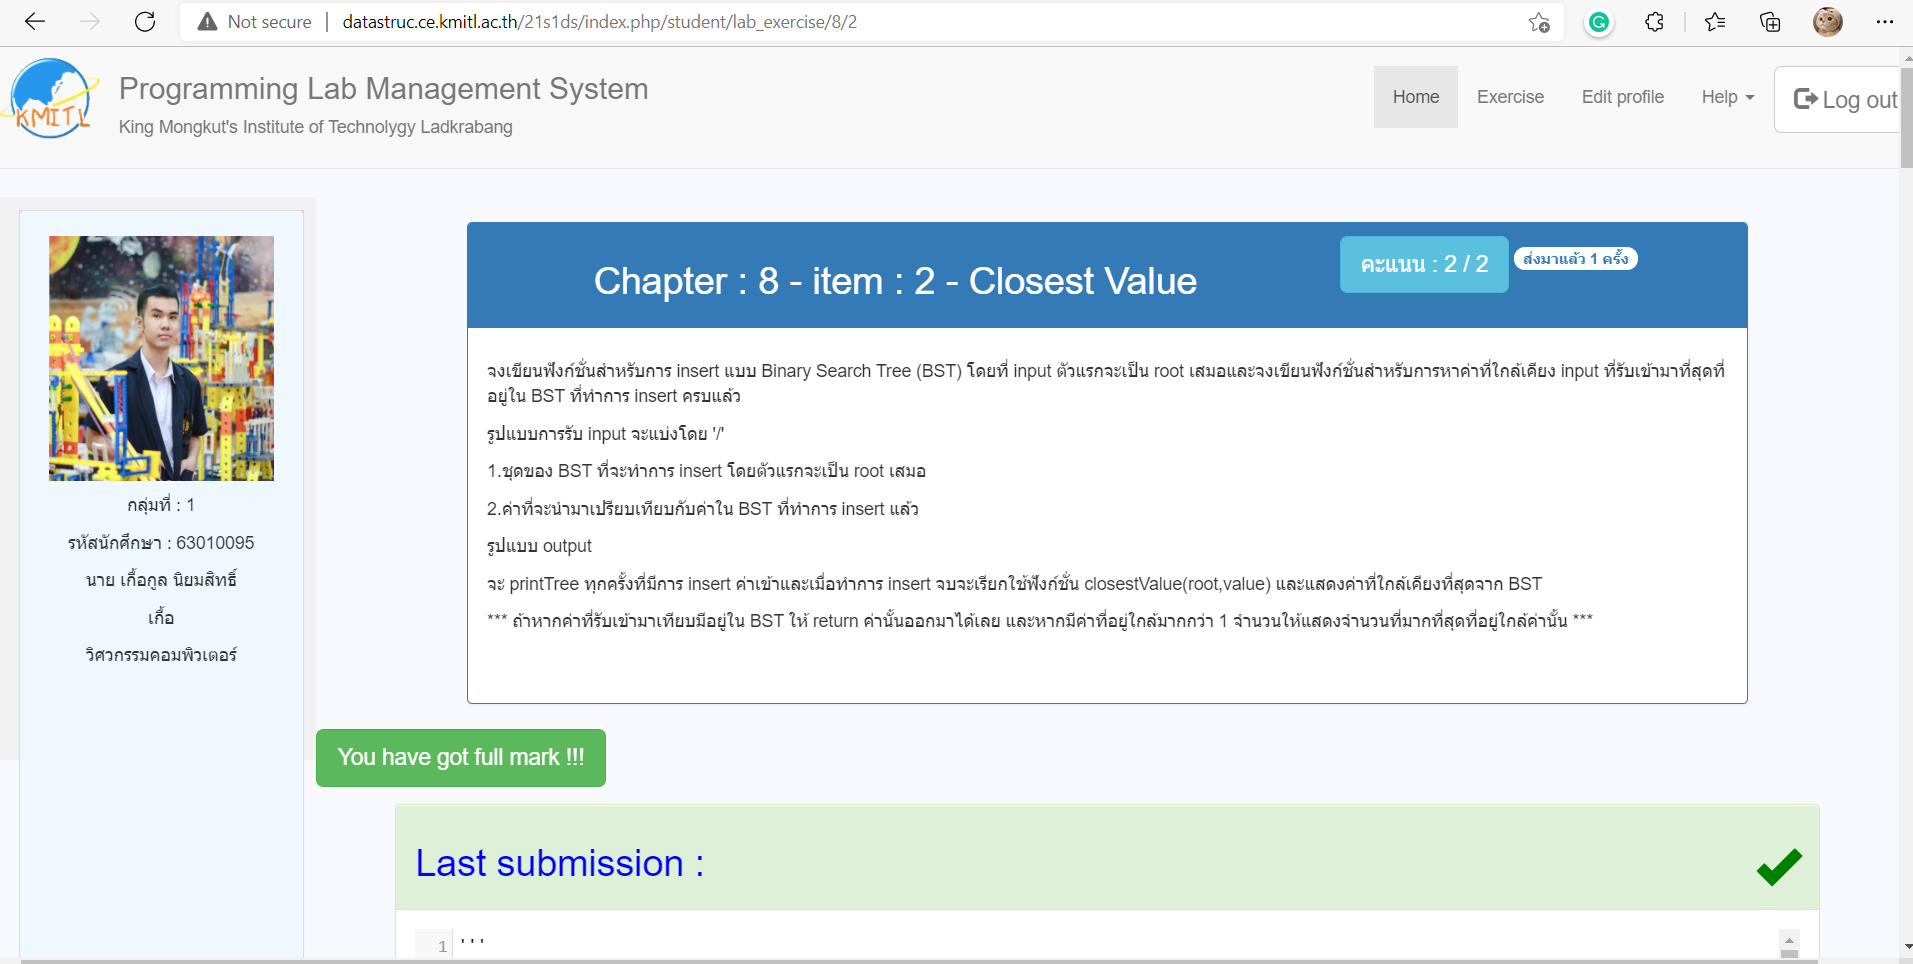 Not secure
datastruc.ce.kmitl.ac.th/21s1ds/index.php/student/lab_exercise/8/2
KMITL
Programming Lab Management System
King Mongkut's Institute of Technolygy Ladkrabang
Home
Exercise
Edit profile
Help
Log out
กลุ่มที่ : 1
รหัสนักศึกษา : 63010095
นาย เกื้อกูล นิยมสิทธิ์
เกื้อ
วิศวกรรมคอมพิวเตอร์
Chapter : 8 - item : 2 - Closest Value
คะแนน : 2 / 2
ส่งมาแล้ว 1 ครั้ง
จงเขียนฟังก์ชั่นสำหรับการ insert แบบ Binary Search Tree (BST) โดยที่ input ตัวแรกจะเป็น root เสมอและจงเขียนฟังก์ชั่นสำหรับการหาค่าที่ใกล้เคียง input ที่รับเข้ามาที่สุดที่
อยู่ใน BST ที่ทำการ insert ครบแล้ว
รูปแบบการรับ input จะแบ่งโดย '/'
1.ชุดของ BST ที่จะทำการ insert โดยตัวแรกจะเป็น root เสมอ
2.ค่าที่จะนำมาเปรียบเทียบกับค่าใน BST ที่ทำการ insert แล้ว
รูปแบบ output
จะ printTree ทุกครั้งที่มีการ insert ค่าเข้าและเมื่อทำการ insert จบจะเรียกใช้ฟังก์ชั่น closestValue(root,value) และแสดงค่าที่ใกล้เคียงที่สุดจาก BST
*** ถ้าหากค่าที่รับเข้ามาเทียบมีอยู่ใน BST ให้ return ค่านั้นออกมาได้เลย และหากมีค่าที่อยู่ใกล้มากกว่า 1 จำนวนให้แสดงจำนวนที่มากที่สุดที่อยู่ใกล้ค่านั้น ***
You have got full mark !!!
Last submission :
1 '''